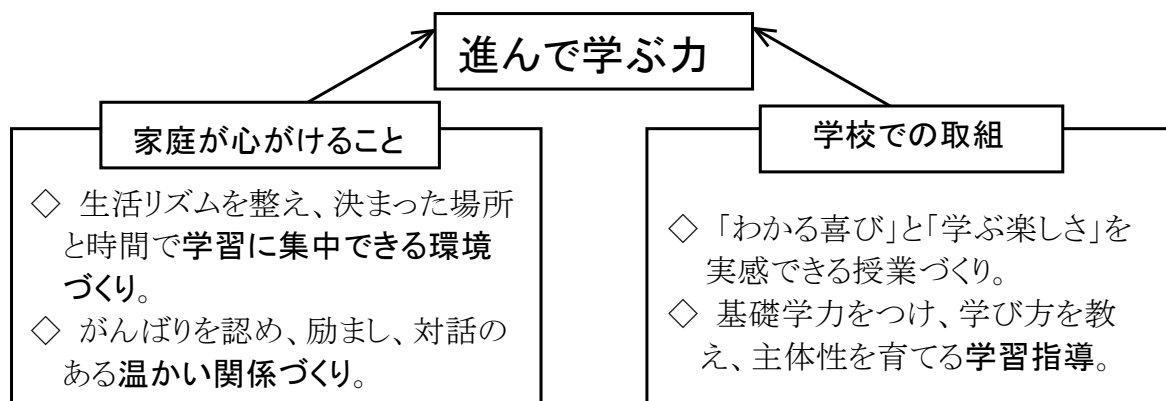 進んで学ぶ力
家庭が心がけること
◇ 生活リズムを整え、決まった場所
と時間で学習に集中できる環境
づくり。
◇ がんばりを認め、励まし、対話の
ある温かい関係づくり。
学校での取組
◇ 「わかる喜び」と「学ぶ楽しさ」を
実感できる授業づくり。
◇ 基礎学力をつけ、学び方を教
え、主体性を育てる学習指導。